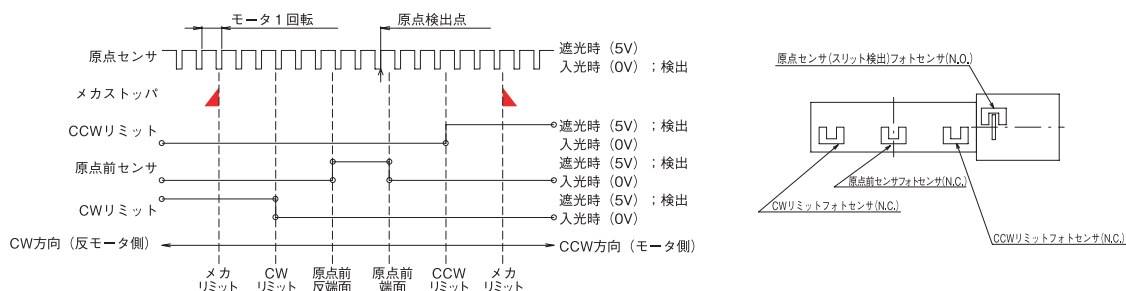 モータ1回転
原点検出点
原点センサ
遮光時（5V）
入光時（0V）；検出
メカストッパ
CCWリミット
遮光時（5V）；検出
入光時（0V）
原点前センサ
遮光時（5V）；検出
入光時（0V）
CWリミット
遮光時（5V）；検出
入光時（0V）
CW方向（反モータ側）
CCW方向（モータ側）
メカ
リミット
CW
リミット
原点前
反端面
原点前
端面
CCW
リミット
メカ
リミット
原点センサ(スリット検出)フォトセンサ(N.O.)
原点前センサフォトセンサ(N.C.)
CWリミットフォトセンサ(N.C.)
CCWリミットフォトセンサ(N.C.)